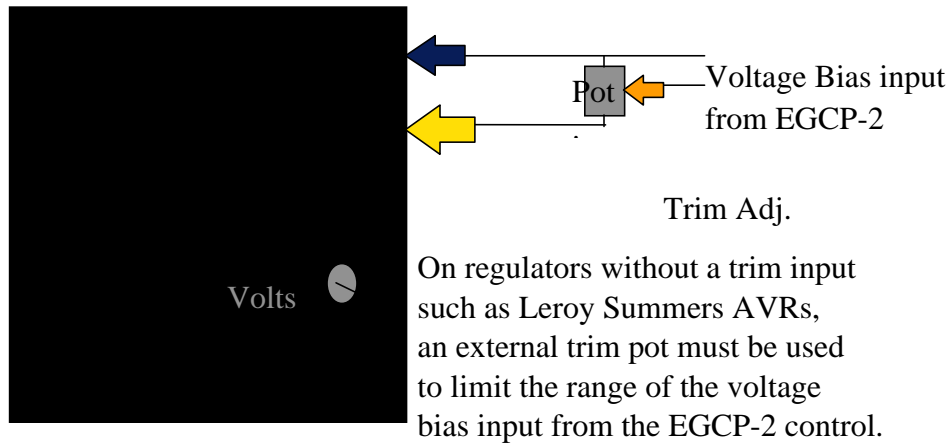 Pot
Voltage Bias input
from EGCP-2
Trim Adj.
Volts
On regulators without a trim input
such as Leroy Summers AVRs,
an external trim pot must be used
to limit the range of the voltage
bias input from the EGCP-2 control.